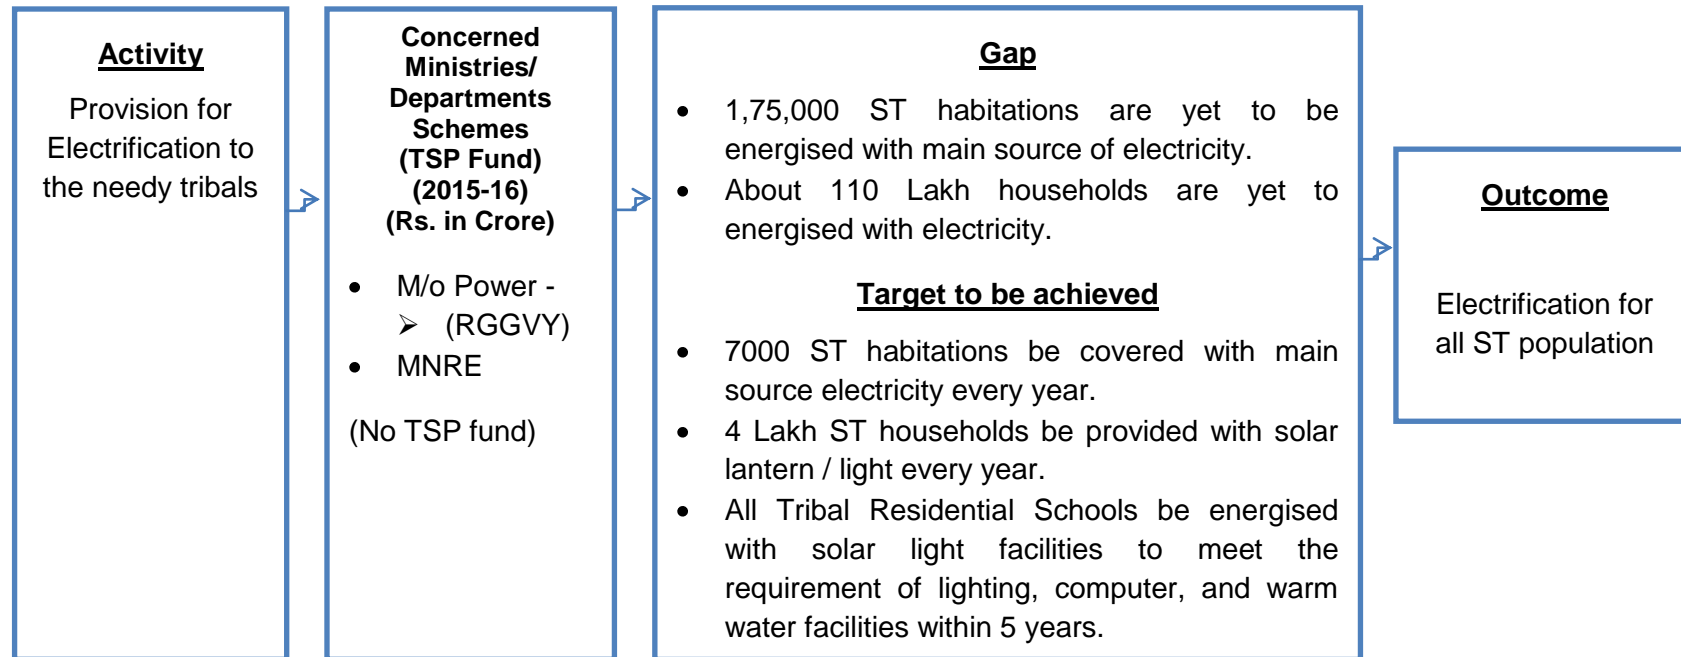 Activity
Provision for
Electrification to
the needy tribals
Concerned
Ministries/
Departments
Schemes
(TSP Fund)
(2015-16)
(Rs. in Crore)
• M/o Power -
➢ (RGGVY)
• MNRE
(No TSP fund)
Gap
• 1,75,000 ST habitations are yet to be
energised with main source of electricity.
• About 110 Lakh households are yet to
energised with electricity.
Target to be achieved
• 7000 ST habitations be covered with main
source electricity every year.
• 4 Lakh ST households be provided with solar
lantern / light every year.
• All Tribal Residential Schools be energised
with solar light facilities to meet the
requirement of lighting, computer, and warm
water facilities within 5 years.
Outcome
Electrification for
all ST population